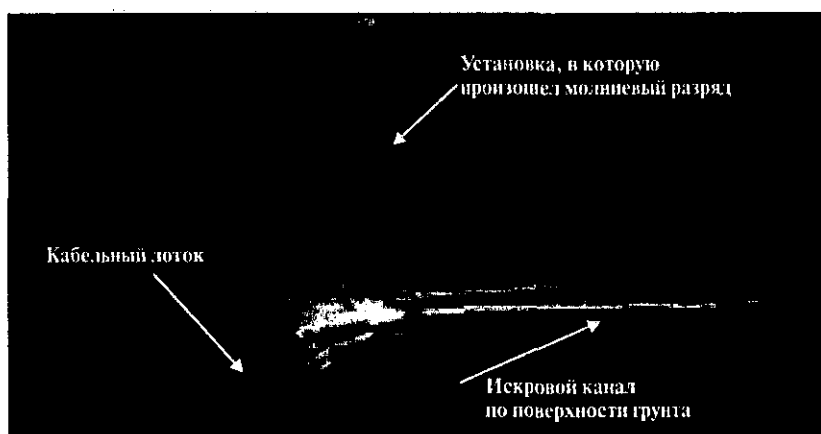 Установка, в которую
произошел молниевый разряд
Кабельный лоток
Искровой канал
по поверхности грунта